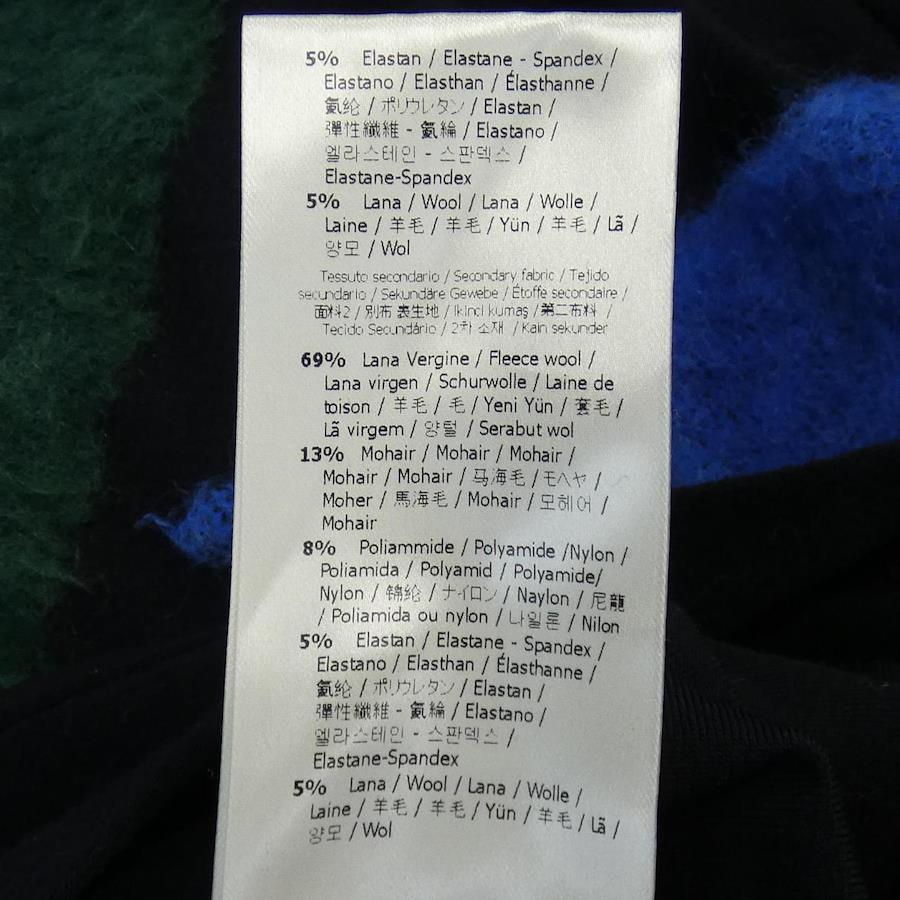 5% Elastan / Elastane - Spandex /
Elastano / Elasthan / Élasthanne /
氨纶 / ポリウレタン / Elastan /
彈性纖維 - 氨綸 / Elastano /
엘라스테인 - 스판덱스 /
Elastane-Spandex
5% Lana / Wool / Lana / Wolle /
Laine / 羊毛 / 羊毛 / Yün / 羊毛 / Lã /
양모 / Wol
Tessuto secondario / Secondary fabric / Tejido
secundario / Sekundäre Gewebe / Étoffe secondaire /
面料2 / 別布 表生地 / Ikinci kumaş / 第二布料 /
Tecido Secundário / 2차 소재 / Kain sekunder
69% Lana Vergine / Fleece wool /
Lana virgen / Schurwolle / Laine de
toison / 羊毛 / 毛 / Yeni Yün / 套毛 /
Lã virgem / 양털 / Serabut wol
13% Mohair / Mohair / Mohair /
Mohair / Mohair / 马海毛 / モヘヤ /
Moher / 馬海毛 / Mohair / 모헤어 /
Mohair
8% Poliammide / Polyamide /Nylon /
Poliamida / Polyamid / Polyamide/
Nylon / 锦纶 / ナイロン / Naylon / 尼龍
/ Poliamida ou nylon / 나일론 / Nilon
5% Elastan / Elastane - Spandex /
Elastano / Elasthan / Élasthanne /
氨纶 / ポリウレタン / Elastan /
彈性纖維 - 氨綸 / Elastano /
엘라스테인 - 스판덱스 /
Elastane-Spandex
5% Lana / Wool / Lana / Wolle /
Laine / 羊毛 / 羊毛 / Yün / 羊毛 / Lã /
양모 / Wol